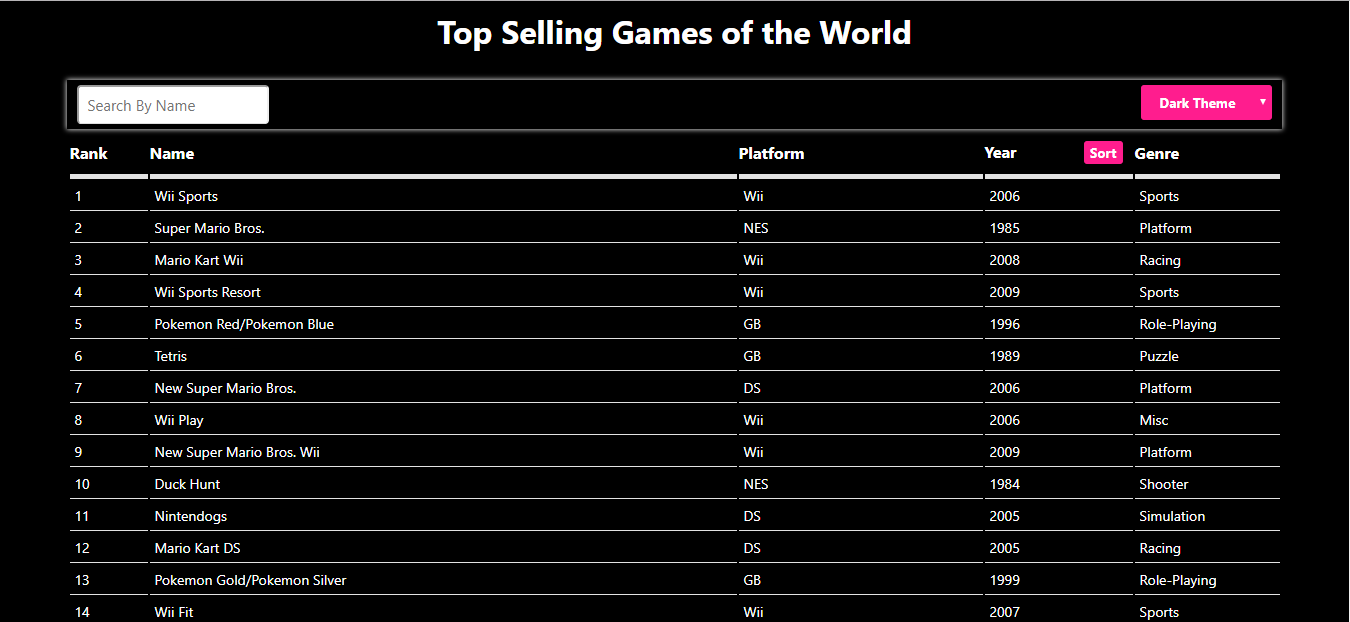 Top Selling Games of the World
Search By Name
Dark Theme
Rank Name Platform Year Sort Genre
1 Wii Sports Wii 2006 Sports
2 Super Mario Bros. NES 1985 Platform
3 Mario Kart Wii Wii 2008 Racing
4 Wii Sports Resort Wii 2009 Sports
5 Pokemon Red/Pokemon Blue GB 1996 Role-Playing
6 Tetris GB 1989 Puzzle
7 New Super Mario Bros. DS 2006 Platform
8 Wii Play Wii 2006 Misc
9 New Super Mario Bros. Wii Wii 2009 Platform
10 Duck Hunt NES 1984 Shooter
11 Nintendogs DS 2005 Simulation
12 Mario Kart DS DS 2005 Racing
13 Pokemon Gold/Pokemon Silver GB 1999 Role-Playing
14 Wii Fit Wii 2007 Sports